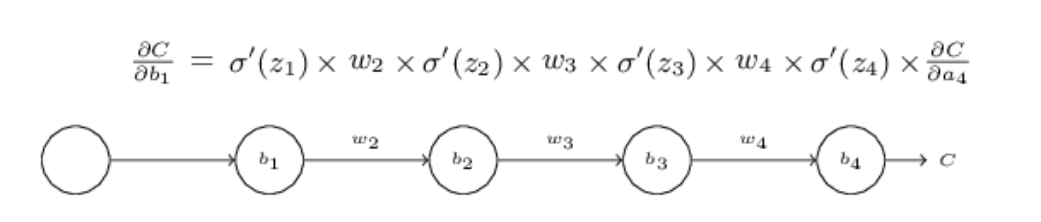 ∂C/∂b₁ = σ′(z₁) × w₂ × σ′(z₂) × w₃ × σ′(z₃) × w₄ × σ′(z₄) × ∂C/∂a₄
w₂ w₃ w₄
b₁ b₂ b₃ b₄ C